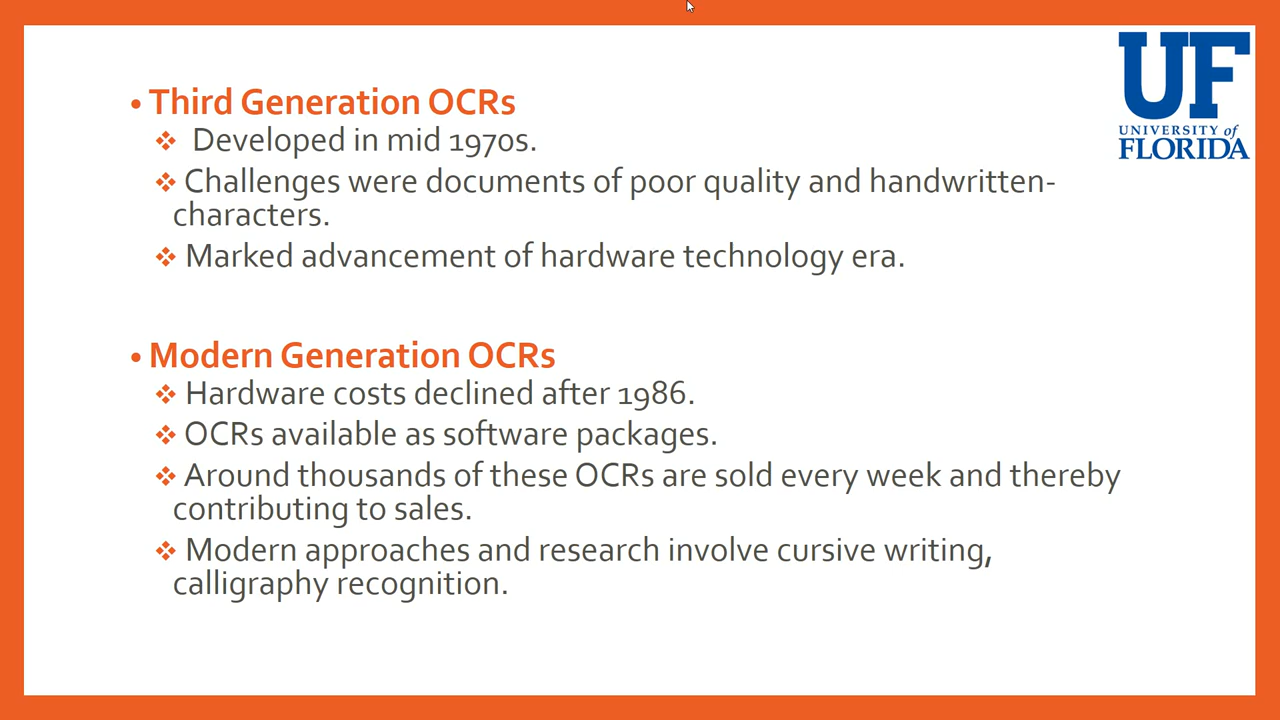 UF
UNIVERSITY of
FLORIDA
• Third Generation OCRs
❖ Developed in mid 1970s.
❖ Challenges were documents of poor quality and handwritten-
characters.
❖ Marked advancement of hardware technology era.
• Modern Generation OCRs
❖ Hardware costs declined after 1986.
❖ OCRs available as software packages.
❖ Around thousands of these OCRs are sold every week and thereby
contributing to sales.
❖ Modern approaches and research involve cursive writing,
calligraphy recognition.